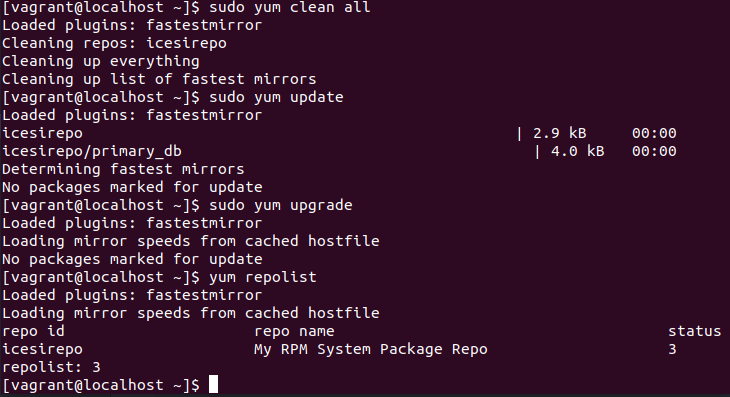 [vagrant@localhost ~]$ sudo yum clean all
Loaded plugins: fastestmirror
Cleaning repos: icesirepo
Cleaning up everything
Cleaning up list of fastest mirrors
[vagrant@localhost ~]$ sudo yum update
Loaded plugins: fastestmirror
icesirepo | 2.9 kB 00:00
icesirepo/primary_db | 4.0 kB 00:00
Determining fastest mirrors
No packages marked for update
[vagrant@localhost ~]$ sudo yum upgrade
Loaded plugins: fastestmirror
Loading mirror speeds from cached hostfile
No packages marked for update
[vagrant@localhost ~]$ yum repolist
Loaded plugins: fastestmirror
Loading mirror speeds from cached hostfile
repo id repo name status
icesirepo My RPM System Package Repo 3
repolist: 3
[vagrant@localhost ~]$